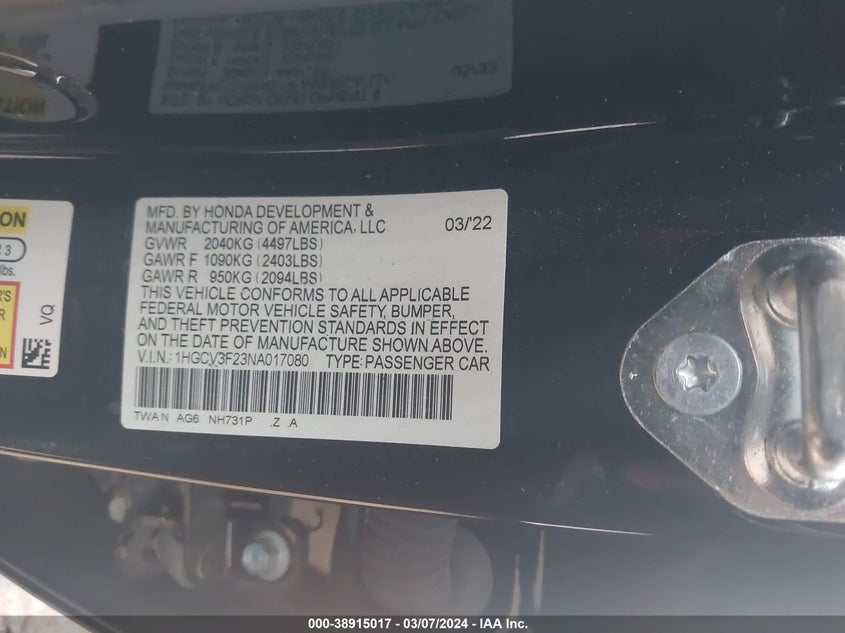 MFD. BY HONDA DEVELOPMENT &
MANUFACTURING OF AMERICA, LLC 03/22
GVWR 2040KG (4497LBS)
GAWR F 1090KG (2403LBS)
GAWR R 950KG (2094LBS)
THIS VEHICLE CONFORMS TO ALL APPLICABLE
FEDERAL MOTOR VEHICLE SAFETY, BUMPER,
AND THEFT PREVENTION STANDARDS IN EFFECT
ON THE DATE OF MANUFACTURE SHOWN ABOVE.
V.I.N.: 1HGCV3F23NA017080 TYPE: PASSENGER CAR
TWAN AG6 NH731P Z A
ON
R 3
lbs.
R'S
R
N
VQ
000-38915017 - 03/07/2024 - IAA Inc.